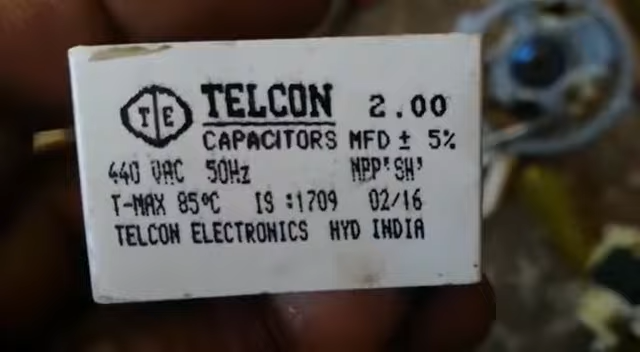 TE TELCON 2.00
CAPACITORS MFD ± 5%
440 VAC 50Hz MPP'SH'
T-MAX 85°C IS :1709 02/16
TELCON ELECTRONICS HYD INDIA